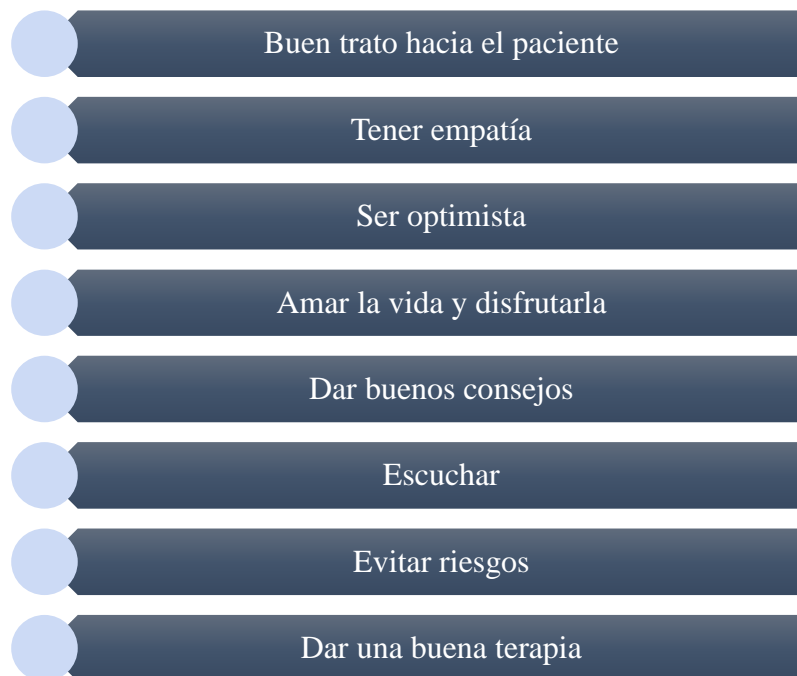 Buen trato hacia el paciente
Tener empatía
Ser optimista
Amar la vida y disfrutarla
Dar buenos consejos
Escuchar
Evitar riesgos
Dar una buena terapia